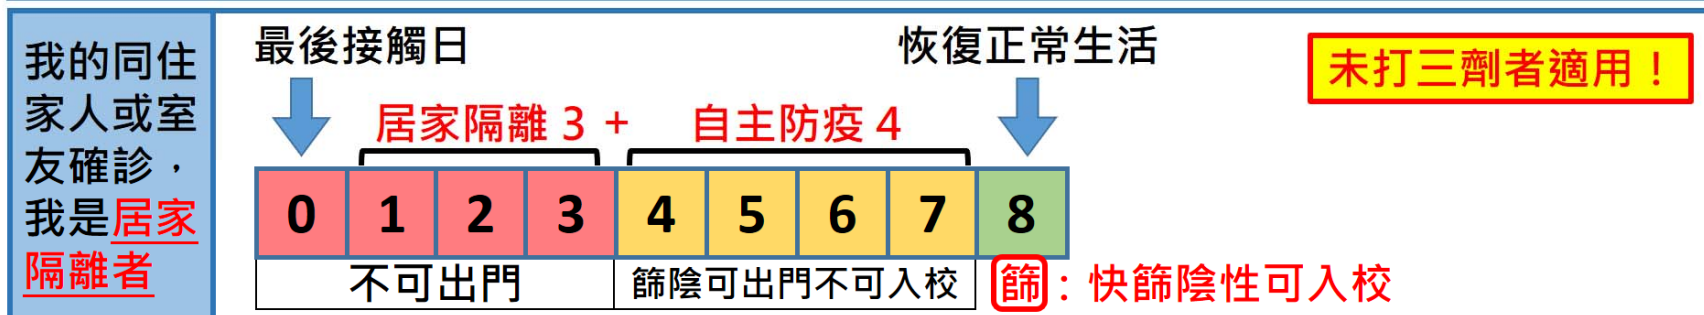 我的同住
家人或室
友確診，
我是居家
隔離者
最後接觸日
恢復正常生活
未打三劑者適用！
居家隔離3 + 自主防疫4
0 1 2 3 4 5 6 7 8
不可出門
篩陰可出門不可入校
篩：快篩陰性可入校